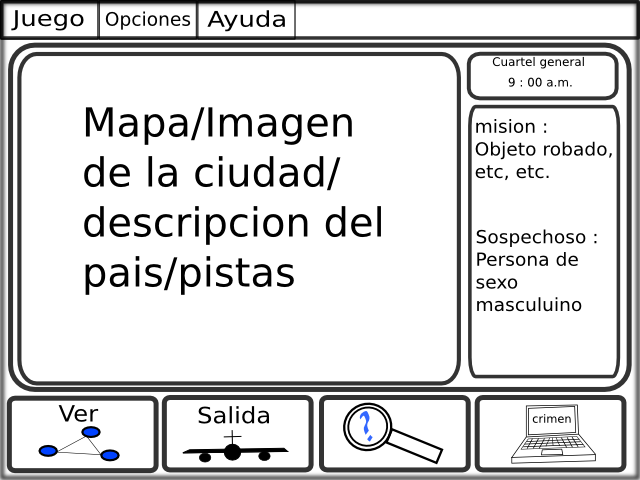 Juego
Opciones
Ayuda
Mapa/Imagen
de la ciudad/
descripcion del
pais/pistas
Cuartel general
9 : 00 a.m.
mision :
Objeto robado,
etc, etc.
Sospechoso :
Persona de
sexo
masculuino
Ver
Salida
?
crimen